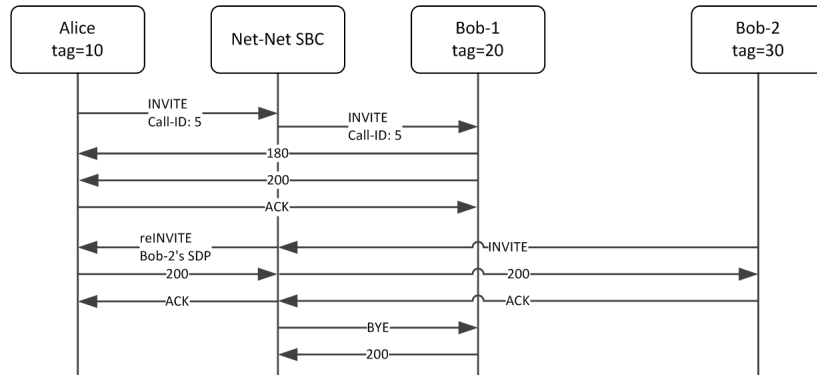 Alice
tag=10
Net-Net SBC
Bob-1
tag=20
Bob-2
tag=30
INVITE
Call-ID: 5
INVITE
Call-ID: 5
180
200
ACK
reINVITE
Bob-2's SDP
INVITE
200
200
ACK
ACK
BYE
200